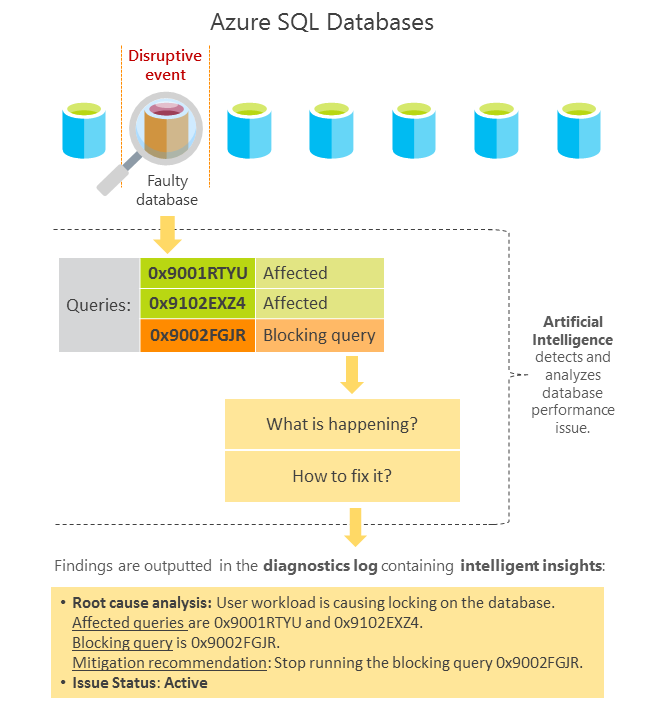 Azure SQL Databases
Disruptive
event
Faulty
database
Queries:
0x9001RTYU Affected
0x9102EXZ4 Affected
0x9002FGJR Blocking query
Artificial
Intelligence
detects and
analyzes
database
performance
issue.
What is happening?
How to fix it?
Findings are outputted in the diagnostics log containing intelligent insights:
• Root cause analysis: User workload is causing locking on the database.
Affected queries are 0x9001RTYU and 0x9102EXZ4.
Blocking query is 0x9002FGJR.
Mitigation recommendation: Stop running the blocking query 0x9002FGJR.
• Issue Status: Active